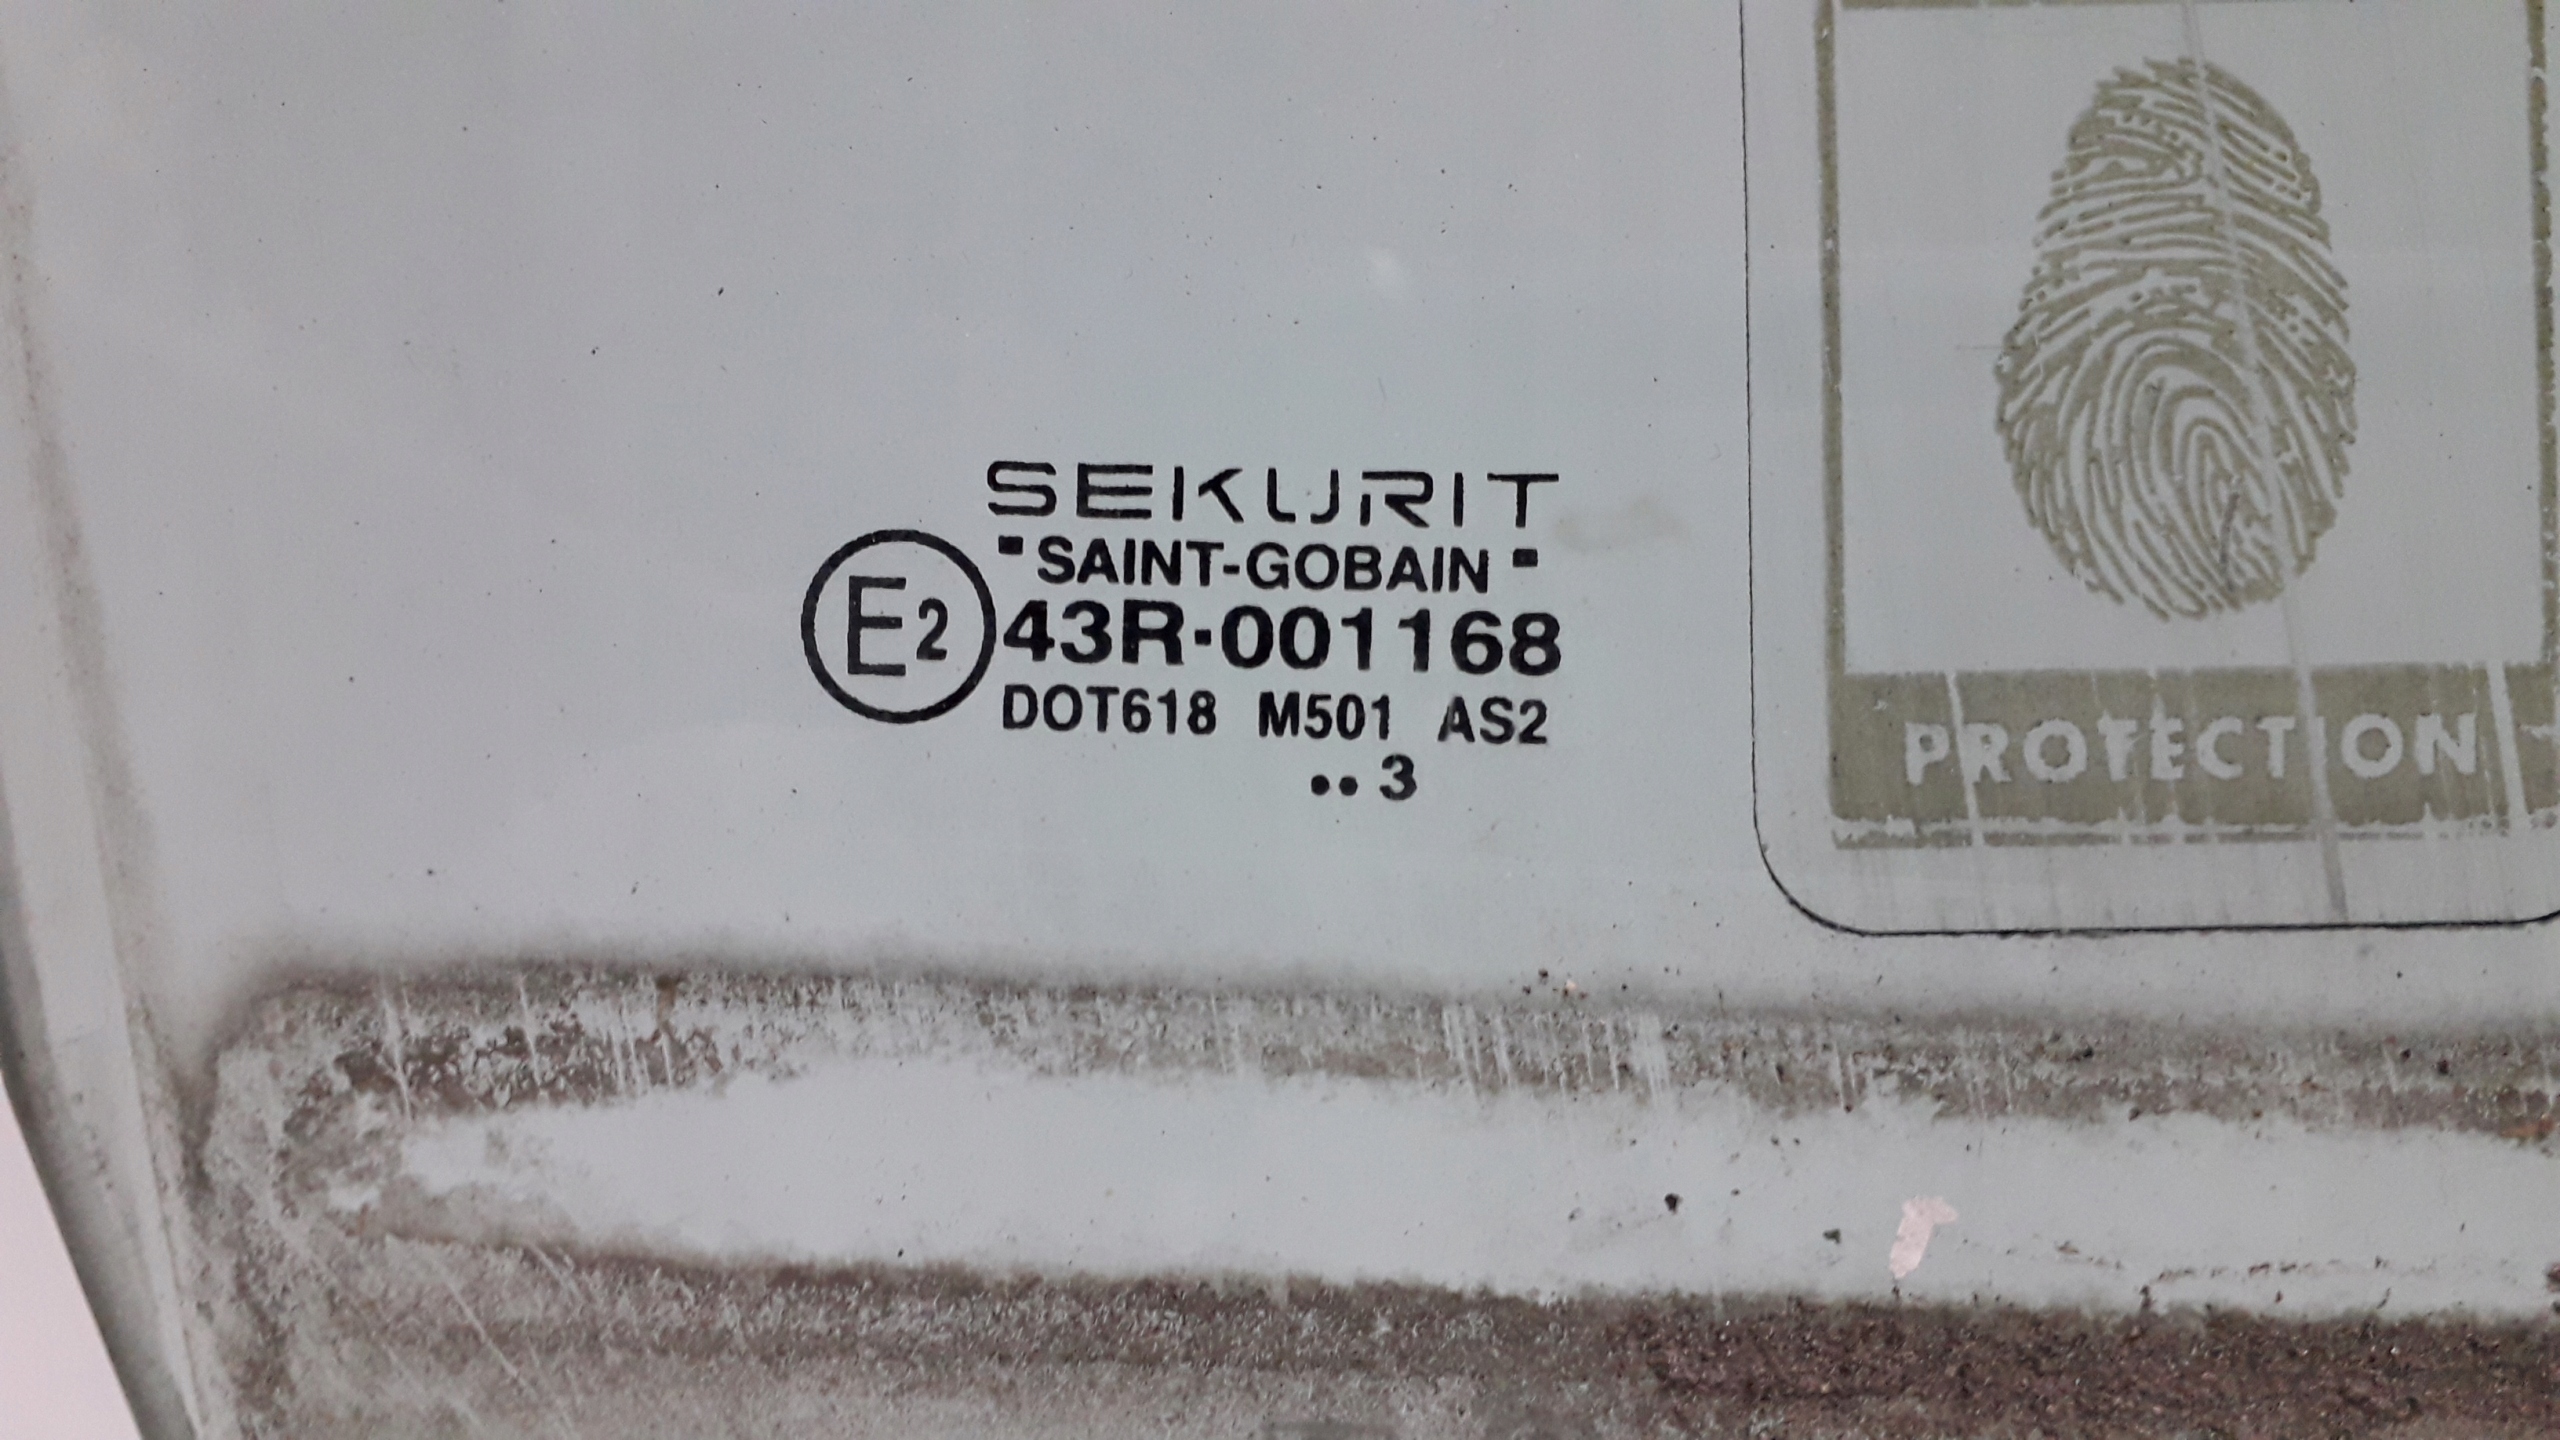 SEKURIT
"SAINT-GOBAIN"
E2 43R-001168
DOT618 M501 AS2
..3
PROTECTION